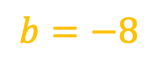 b = −8